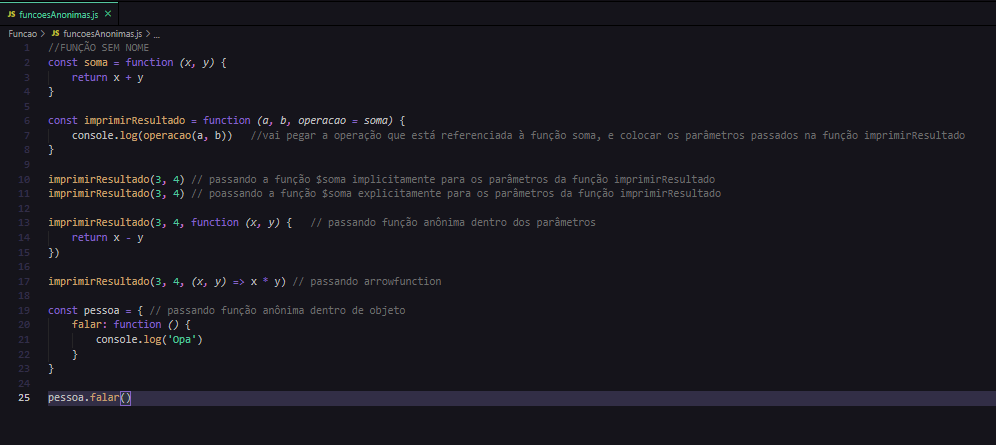 JS funcoesAnonimas.js ×
Funcao > JS funcoesAnonimas.js > ...
1 //FUNÇÃO SEM NOME
2 const soma = function (x, y) {
3 return x + y
4 }
5
6 const imprimirResultado = function (a, b, operacao = soma) {
7 console.log(operacao(a, b)) //vai pegar a operação que está referenciada à função soma, e colocar os parâmetros passados na função imprimirResultado
8 }
9
10 imprimirResultado(3, 4) // passando a função $soma implicitamente para os parâmetros da função imprimirResultado
11 imprimirResultado(3, 4) // poassando a função $soma explicitamente para os parâmetros da função imprimirResultado
12
13 imprimirResultado(3, 4, function (x, y) { // passando função anônima dentro dos parâmetros
14 return x - y
15 })
16
17 imprimirResultado(3, 4, (x, y) => x * y) // passando arrowfunction
18
19 const pessoa = { // passando função anônima dentro de objeto
20 falar: function () {
21 console.log('Opa')
22 }
23 }
24
25 pessoa.falar()